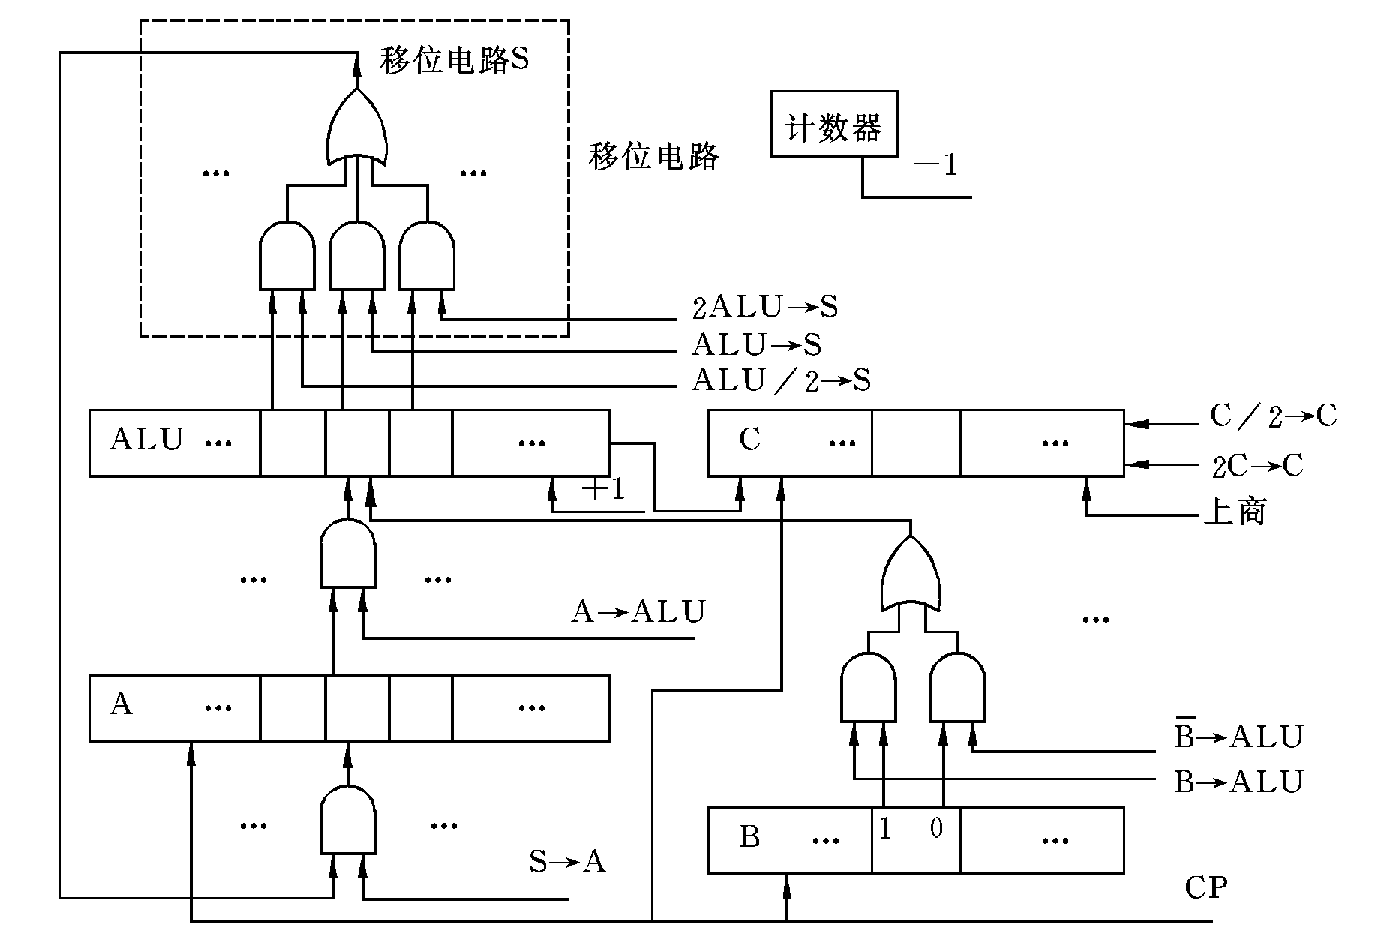 移位电路S
计数器
移位电路
－1
2ALU→S
ALU→S
ALU／2→S
ALU … …
C … …
C／2→C
2C→C
＋1
上商
… …
A→ALU
…
A … …
B̅→ALU
B→ALU
B … 1 0 …
… …
S→A
CP